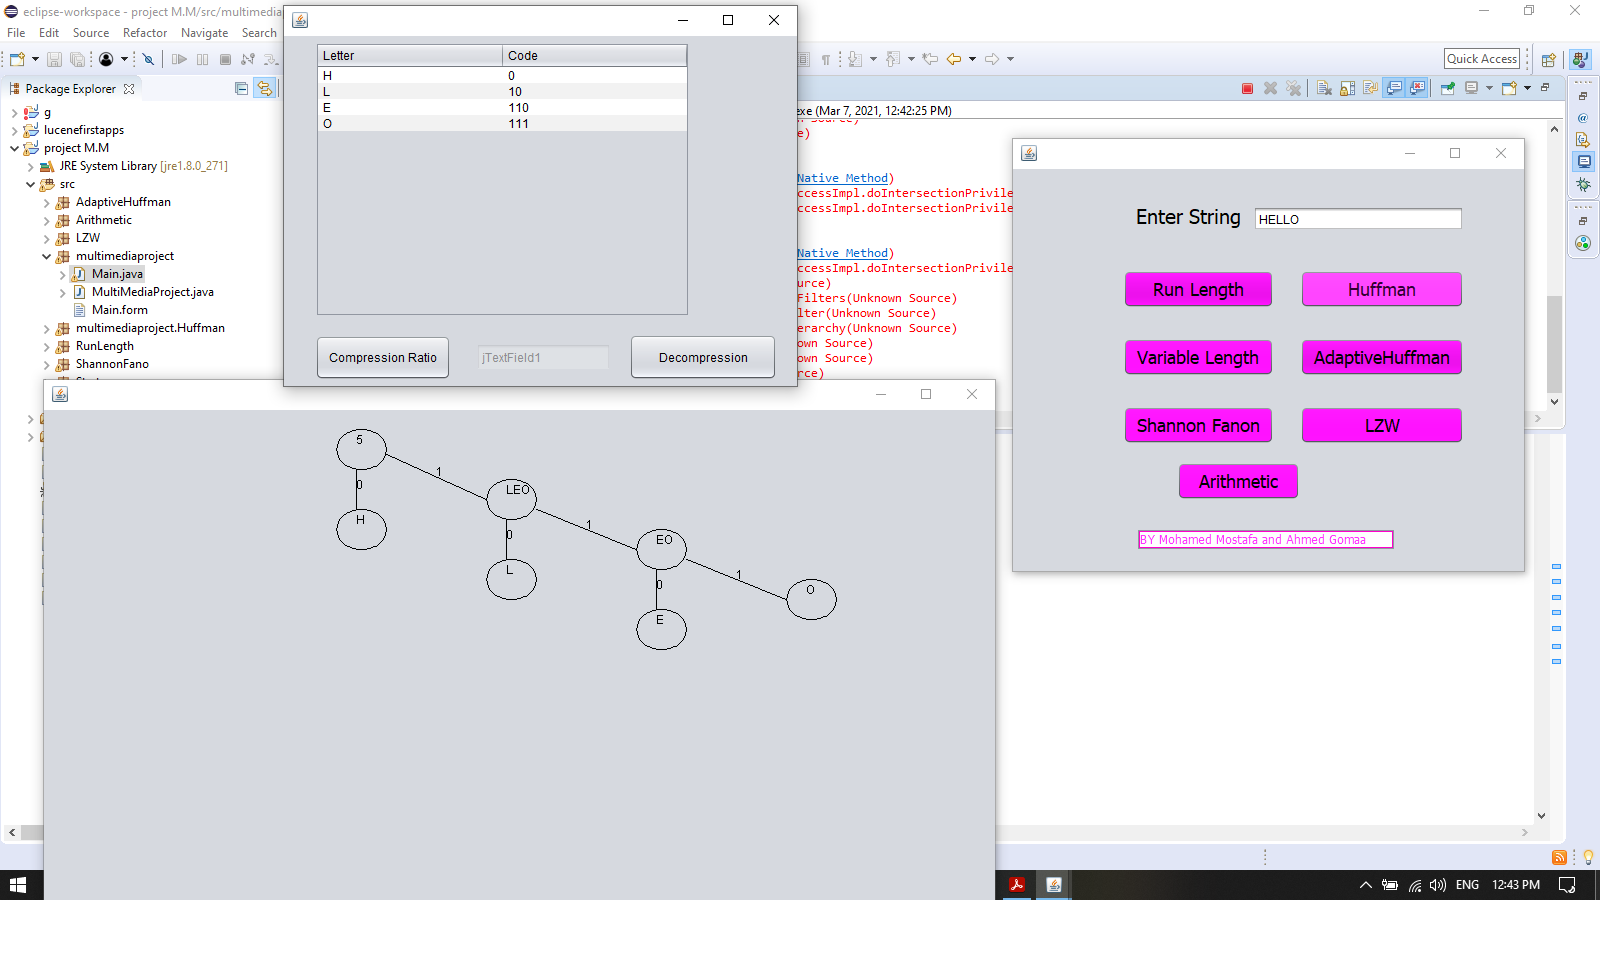 eclipse-workspace - project M.M/src/multimedia
File Edit Source Refactor Navigate Search
Quick Access
Package Explorer
g
lucenefirstapps
project M.M
JRE System Library [jre1.8.0_271]
src
AdaptiveHuffman
Arithmetic
LZW
multimediaproject
Main.java
MultiMediaProject.java
Main.form
multimediaproject.Huffman
RunLength
ShannonFano
Letter Code
H 0
L 10
E 110
O 111
Compression Ratio jTextField1 Decompression
exe (Mar 7, 2021, 12:42:25 PM)
n Source)
e)
Native Method)
ccessImpl.doIntersectionPrivile
ccessImpl.doIntersectionPrivile
Native Method)
ccessImpl.doIntersectionPrivile
urce)
Filters(Unknown Source)
lter(Unknown Source)
erarchy(Unknown Source)
own Source)
own Source)
rce)
Enter String HELLO
Run Length Huffman
Variable Length AdaptiveHuffman
Shannon Fanon LZW
Arithmetic
BY Mohamed Mostafa and Ahmed Gomaa
5
1
0
LEO
H
1
0
EO
L
1
0
O
E
ENG 12:43 PM